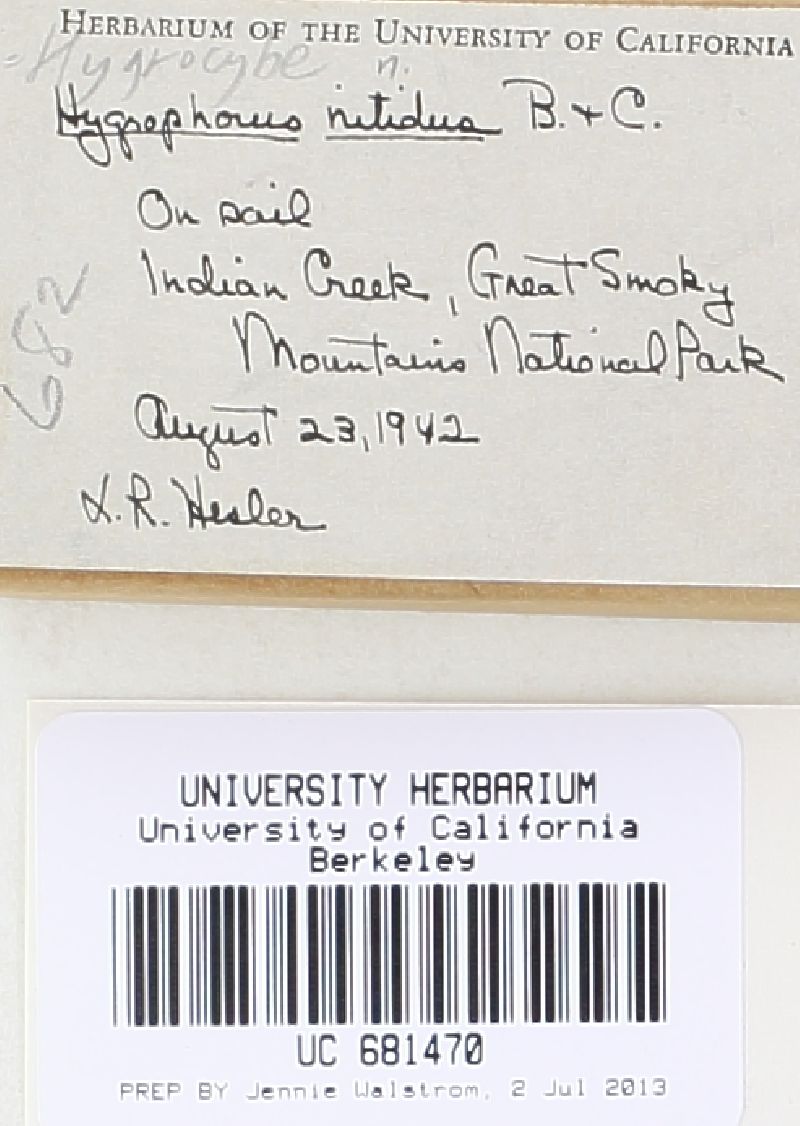 HERBARIUM OF THE UNIVERSITY OF CALIFORNIA
= Hygrocybe n.
Hygrophorus nitidus B. + C.
On soil
Indian Creek, Great Smoky
Mountains National Park
682
August 23, 1942
L. R. Hesler
UNIVERSITY HERBARIUM
University of California
Berkeley
UC 681470
PREP BY Jennie Walstrom, 2 Jul 2013